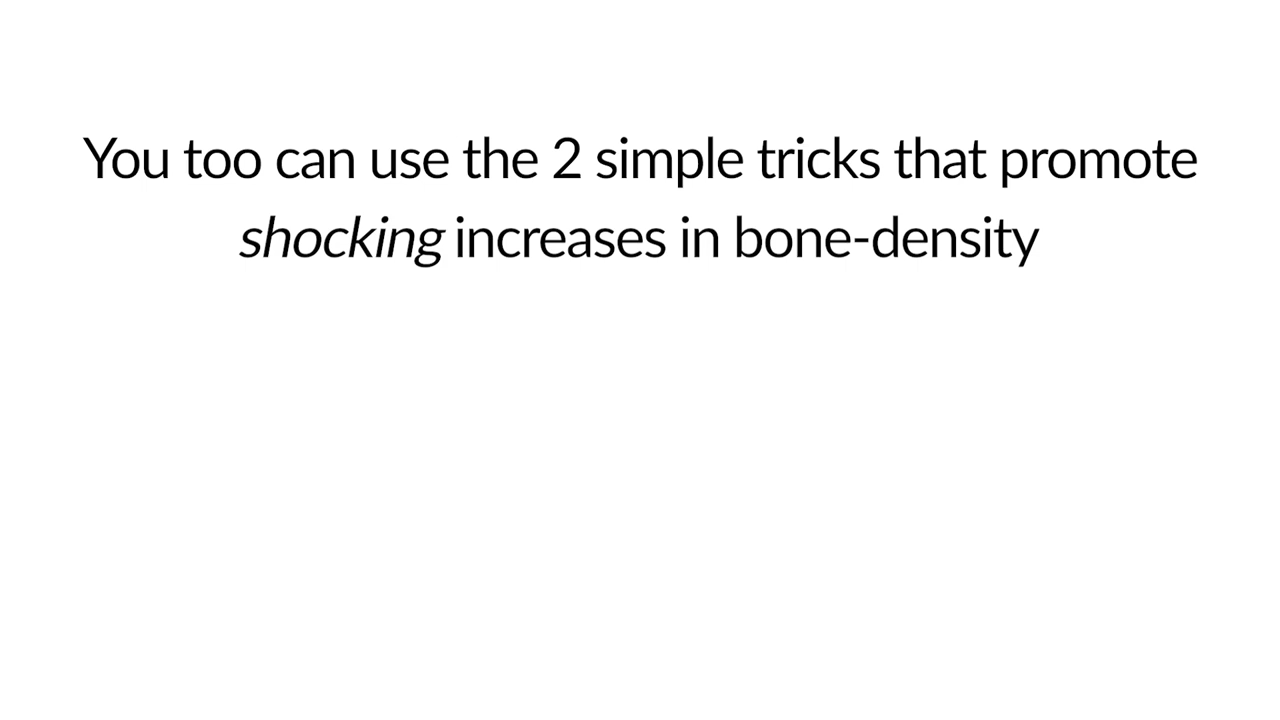 You too can use the 2 simple tricks that promote
shocking increases in bone-density